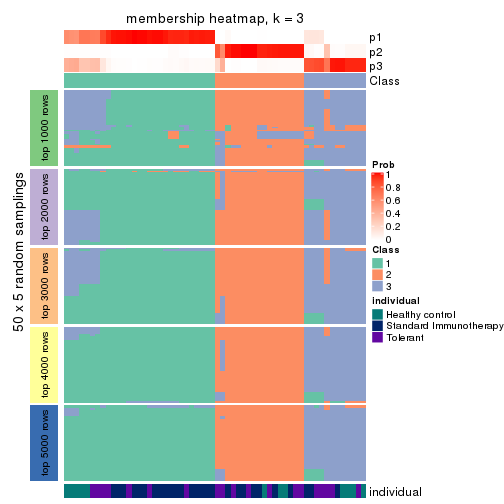 membership heatmap, k = 3
p1
p2
p3
Class
50 x 5 random samplings
top 1000 rows
top 2000 rows
top 3000 rows
top 4000 rows
top 5000 rows
Prob
1
0.8
0.6
0.4
0.2
0
Class
1
2
3
individual
Healthy control
Standard Immunotherapy
Tolerant
individual